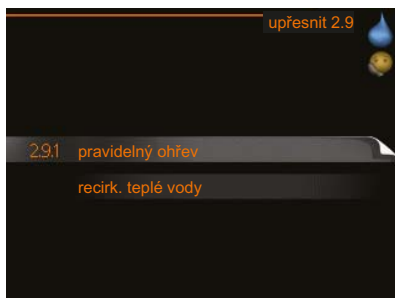 upřesnit 2.9
2.9.1 pravidelný ohřev
recirk. teplé vody